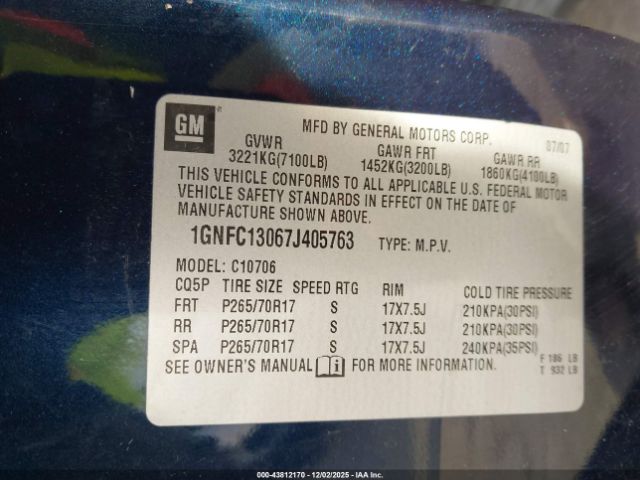 GM
MFD BY GENERAL MOTORS CORP. 07/07
GVWR GAWR FRT GAWR RR
3221KG(7100LB) 1452KG(3200LB) 1860KG(4100LB)
THIS VEHICLE CONFORMS TO ALL APPLICABLE U.S. FEDERAL MOTOR
VEHICLE SAFETY STANDARDS IN EFFECT ON THE DATE OF
MANUFACTURE SHOWN ABOVE.
1GNFC13067J405763 TYPE: M.P.V.
MODEL: C10706
CQ5P TIRE SIZE SPEED RTG RIM COLD TIRE PRESSURE
FRT P265/70R17 S 17X7.5J 210KPA(30PSI)
RR P265/70R17 S 17X7.5J 210KPA(30PSI)
SPA P265/70R17 S 17X7.5J 240KPA(35PSI)
SEE OWNER'S MANUAL FOR MORE INFORMATION. F 186 LB
T 932 LB
000-43812170 - 12/02/2025 - IAA Inc.